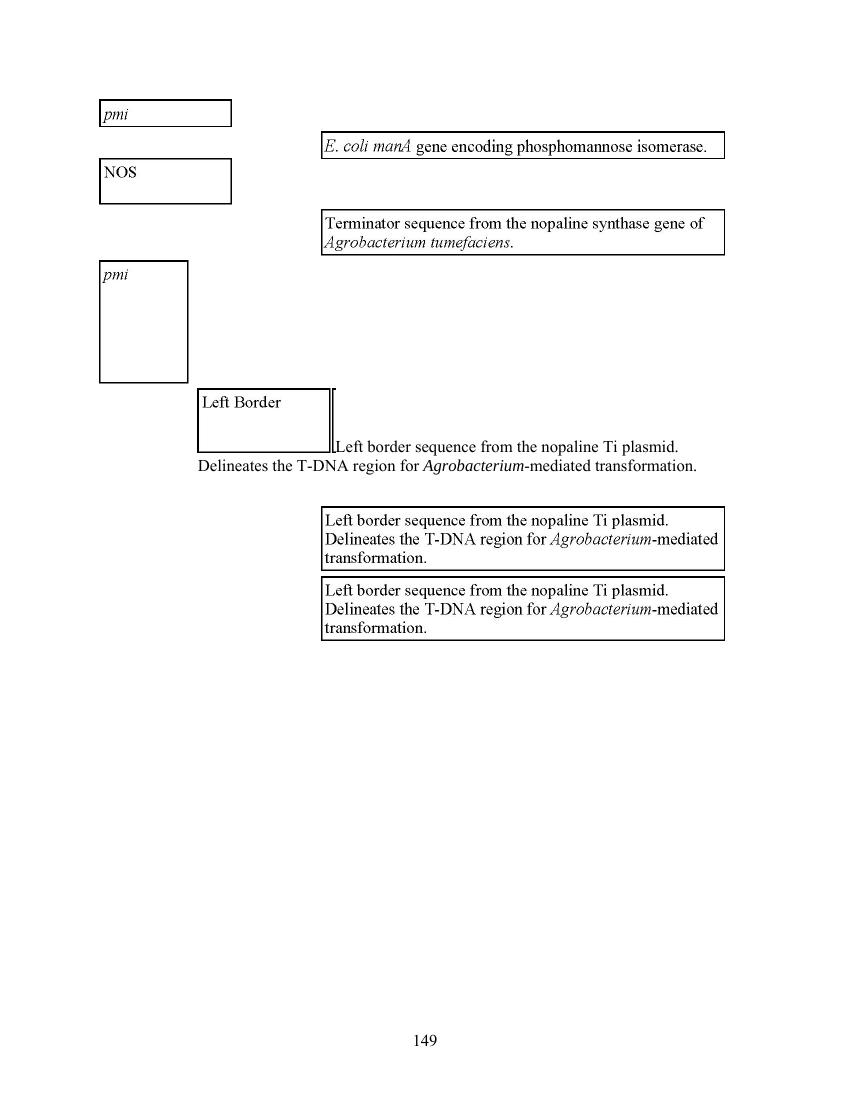 pmi
E. coli manA gene encoding phosphomannose isomerase.
NOS
Terminator sequence from the nopaline synthase gene of
Agrobacterium tumefaciens.
pmi
Left Border
Left border sequence from the nopaline Ti plasmid.
Delineates the T-DNA region for Agrobacterium-mediated transformation.
Left border sequence from the nopaline Ti plasmid.
Delineates the T-DNA region for Agrobacterium-mediated
transformation.
Left border sequence from the nopaline Ti plasmid.
Delineates the T-DNA region for Agrobacterium-mediated
transformation.
149